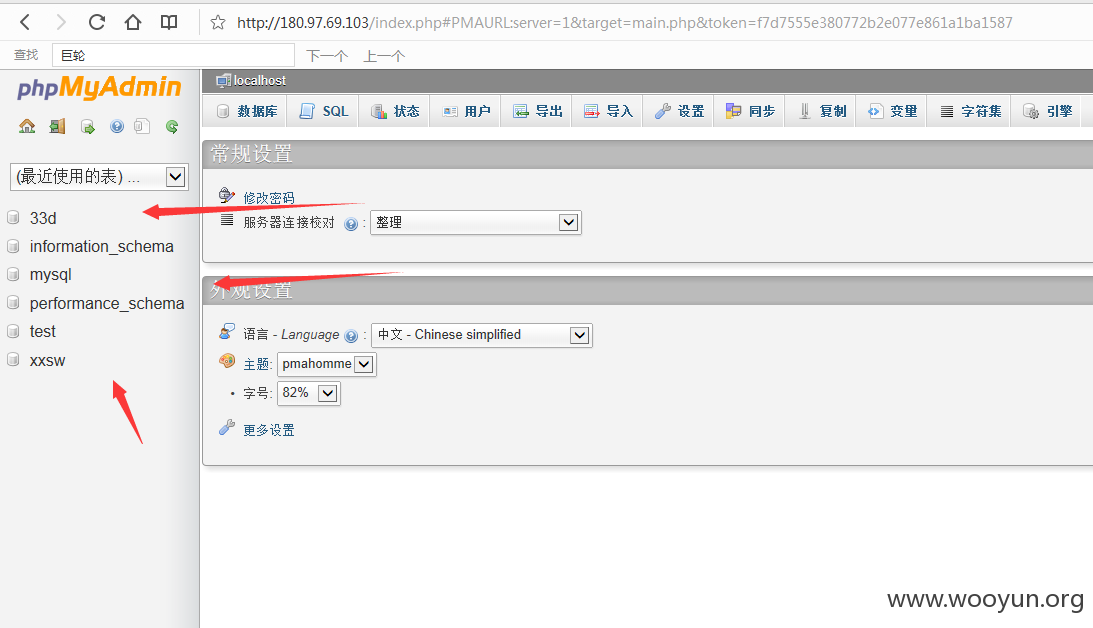 http://180.97.69.103/index.php#PMAURL:server=1&target=main.php&token=f7d7555e380772b2e077e861a1ba1587
查找 巨轮 下一个 上一个
phpMyAdmin
localhost
数据库 SQL 状态 用户 导出 导入 设置 同步 复制 变量 字符集 引擎
(最近使用的表) ...
33d
information_schema
mysql
performance_schema
test
xxsw
常规设置
修改密码
服务器连接校对 : 整理
外观设置
语言 - Language : 中文 - Chinese simplified
主题: pmahomme
• 字号: 82%
更多设置
www.wooyun.org